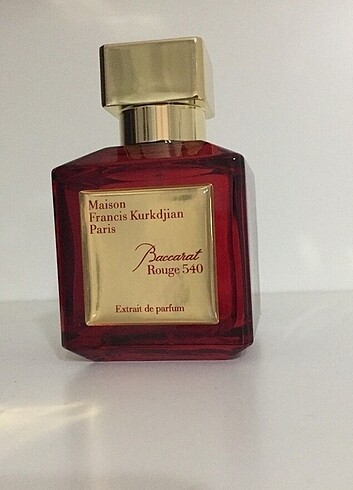 Maison
Francis Kurkdjian
Paris
Baccarat
Rouge 540
Extrait de parfum